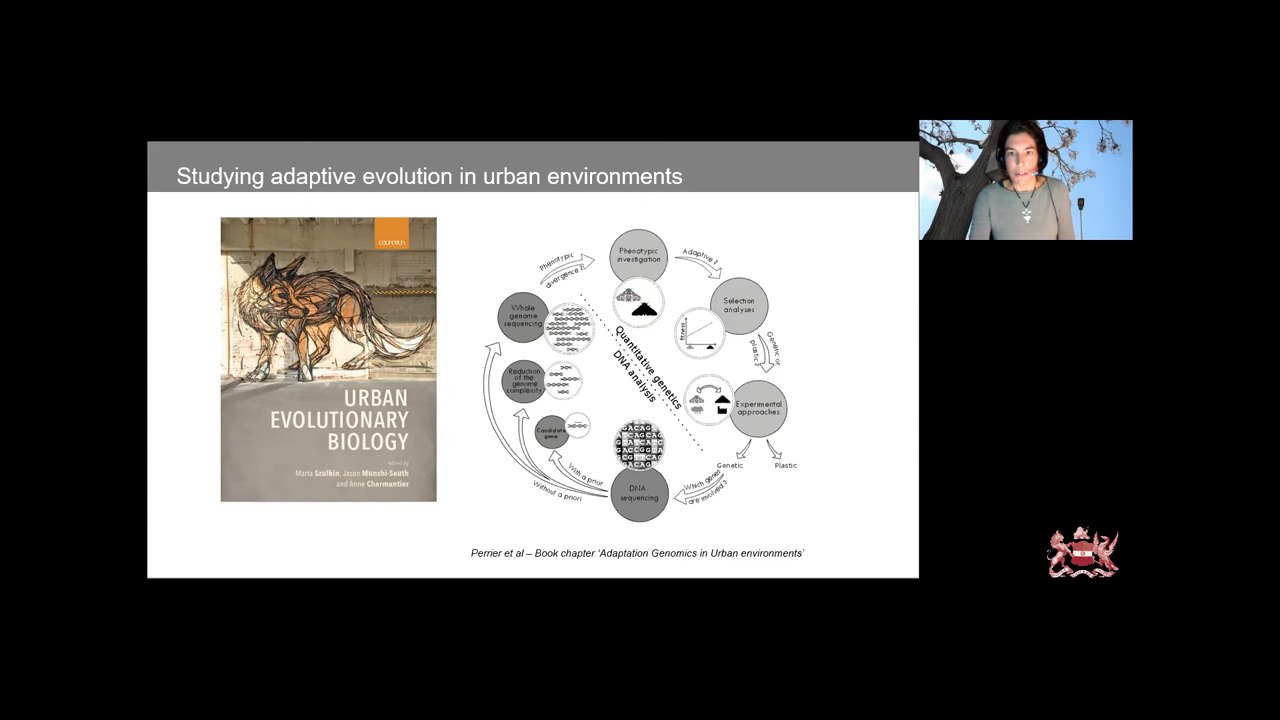 Studying adaptive evolution in urban environments
OXFORD
URBAN
EVOLUTIONARY
BIOLOGY
edited by
Marta Szulkin, Jason Munshi-South
and Anne Charmantier
Phenotypic
investigation
Adaptive ?
Selection
analyses
fitness
Genetic or
plastic ?
Experimental
approaches
Genetic
Plastic
Which genes
are involved ?
DNA
sequencing
GACAG
ATCAGCAG
GACAG
With a priori
Without a priori
Candidate
gene
Reduction
of the
genome
complexity
Whole
genome
sequencing
Phenotypic
divergence ?
Quantitative genetics
DNA analysis
Perrier et al – Book chapter ‘Adaptation Genomics in Urban environments’